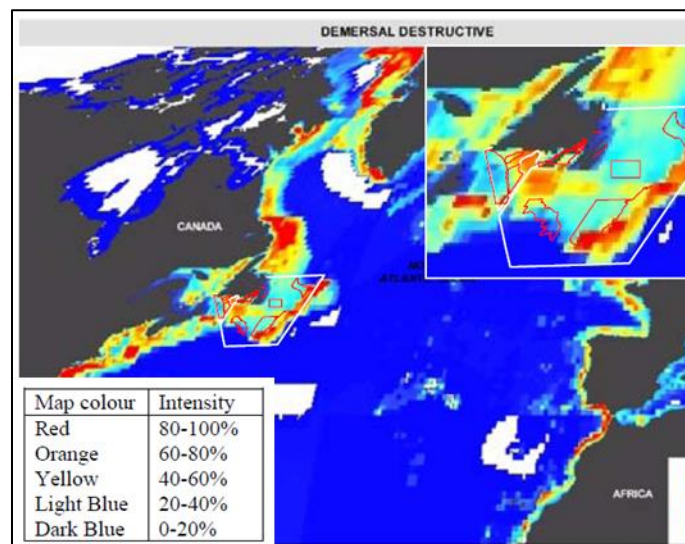 DEMERSAL DESTRUCTIVE
CANADA
AFRICA
Map colour Intensity
Red 80-100%
Orange 60-80%
Yellow 40-60%
Light Blue 20-40%
Dark Blue 0-20%